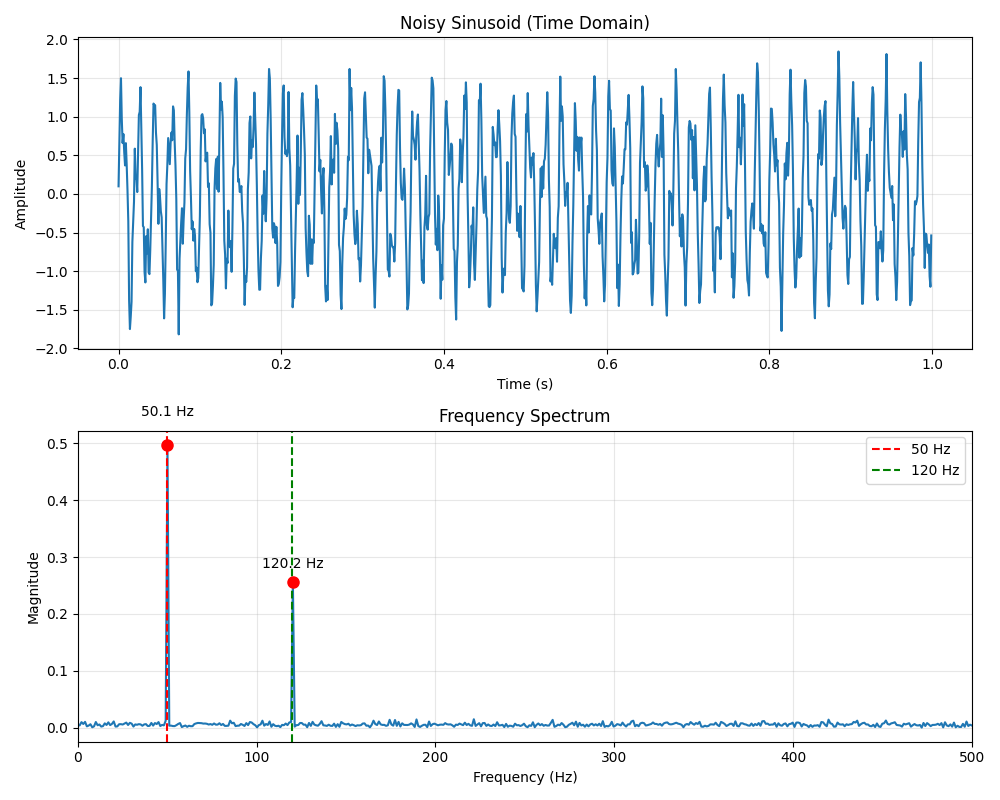 Noisy Sinusoid (Time Domain)
2.0
1.5
1.0
0.5
0.0
−0.5
−1.0
−1.5
−2.0
Amplitude
0.0 0.2 0.4 0.6 0.8 1.0
Time (s)
Frequency Spectrum
50.1 Hz
120.2 Hz
50 Hz
120 Hz
0.5
0.4
0.3
0.2
0.1
0.0
Magnitude
0 100 200 300 400 500
Frequency (Hz)